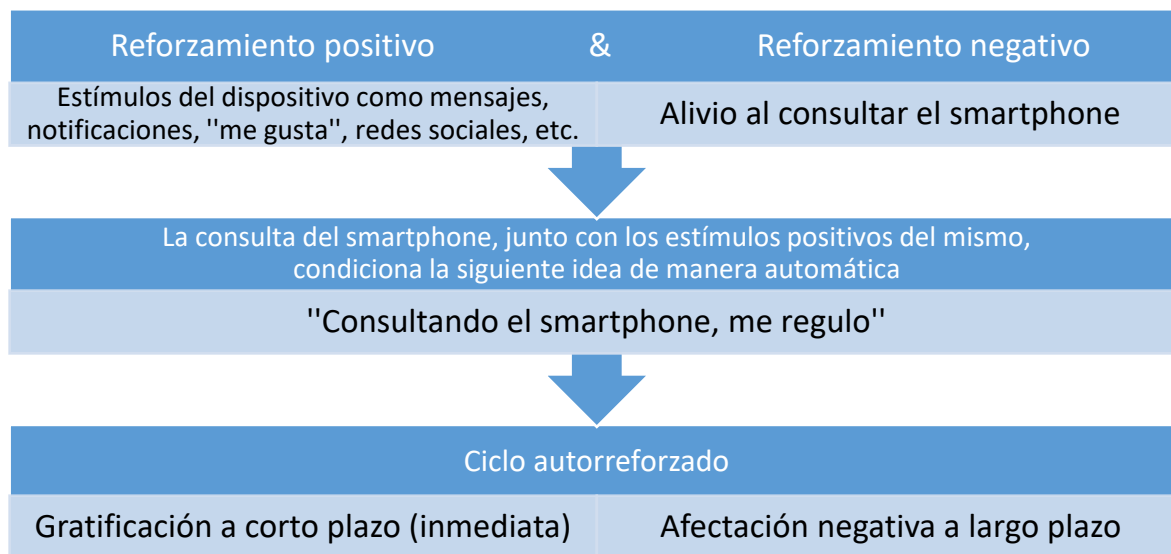 Reforzamiento positivo & Reforzamiento negativo
Estímulos del dispositivo como mensajes,
notificaciones, ''me gusta'', redes sociales, etc.
Alivio al consultar el smartphone
La consulta del smartphone, junto con los estímulos positivos del mismo,
condiciona la siguiente idea de manera automática
''Consultando el smartphone, me regulo''
Ciclo autorreforzado
Gratificación a corto plazo (inmediata)
Afectación negativa a largo plazo